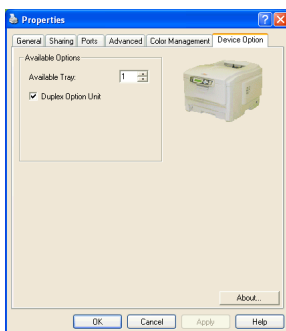 Properties
General Sharing Ports Advanced Color Management Device Option
Available Options
Available Tray: 1
Duplex Option Unit
About...
OK Cancel Apply Help